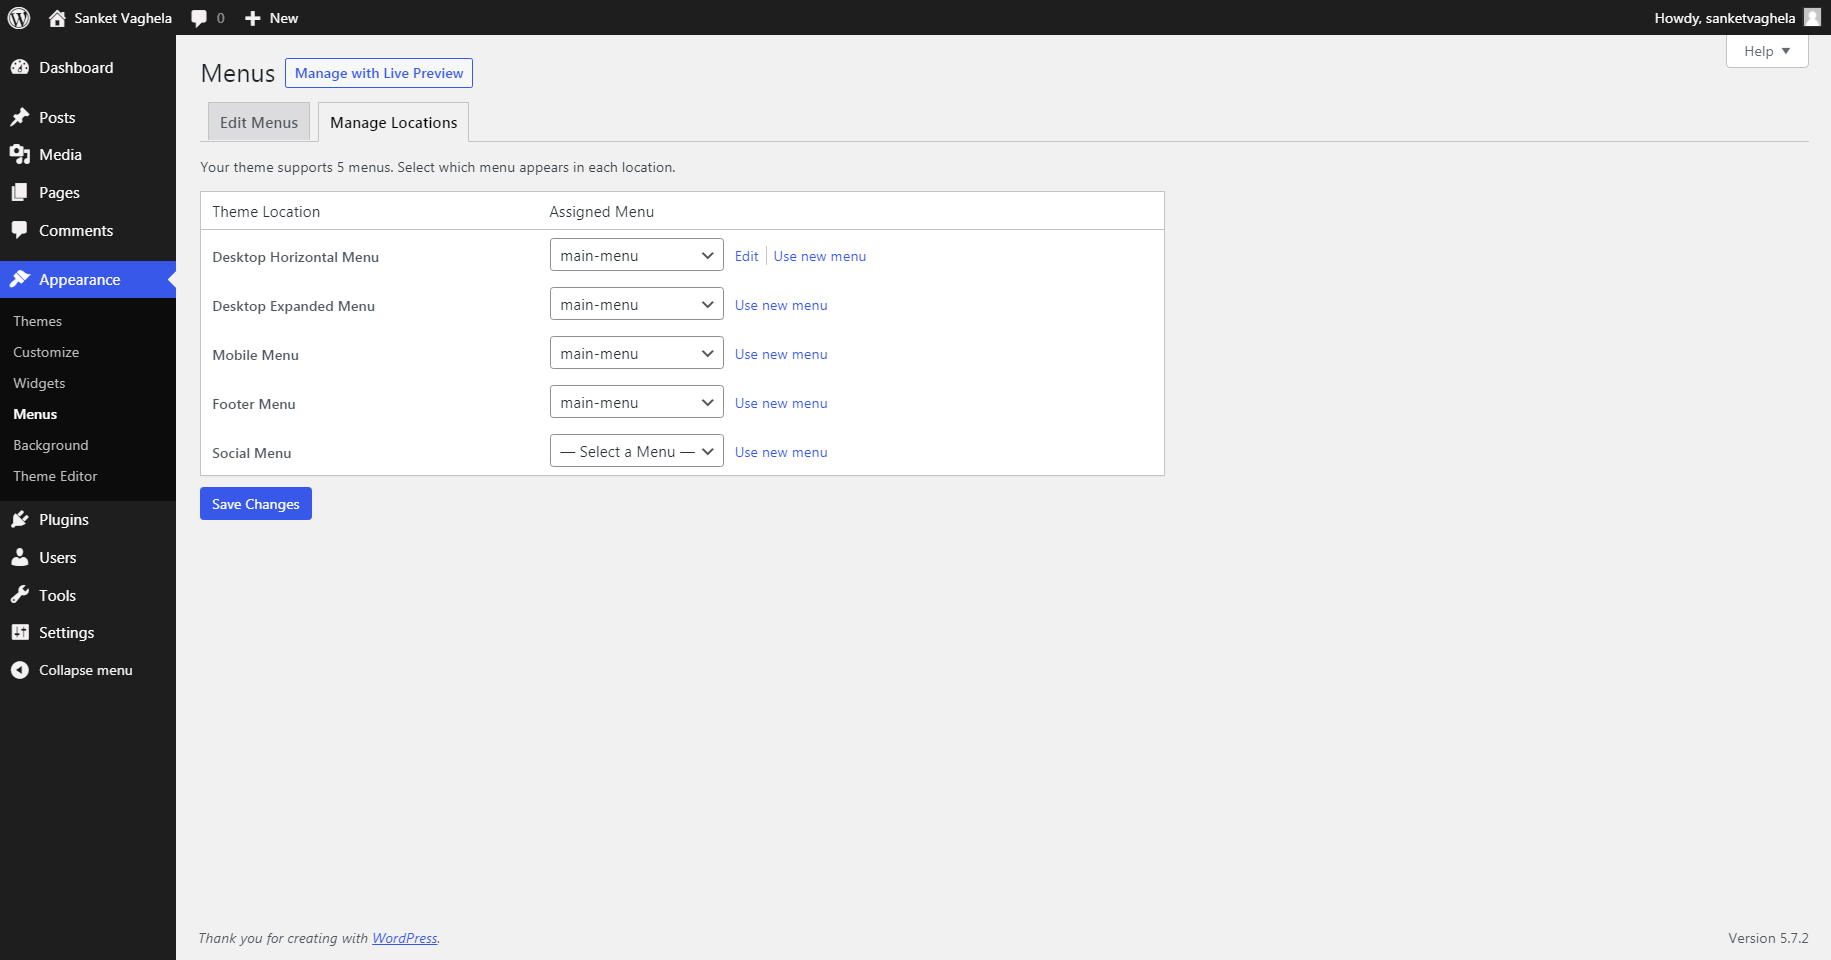 Sanket Vaghela 0 New Howdy, sanketvaghela
Help
Dashboard
Posts
Media
Pages
Comments
Appearance
Themes
Customize
Widgets
Menus
Background
Theme Editor
Plugins
Users
Tools
Settings
Collapse menu
Menus Manage with Live Preview
Edit Menus Manage Locations
Your theme supports 5 menus. Select which menu appears in each location.
Theme Location Assigned Menu
Desktop Horizontal Menu main-menu Edit Use new menu
Desktop Expanded Menu main-menu Use new menu
Mobile Menu main-menu Use new menu
Footer Menu main-menu Use new menu
Social Menu — Select a Menu — Use new menu
Save Changes
Thank you for creating with WordPress. Version 5.7.2